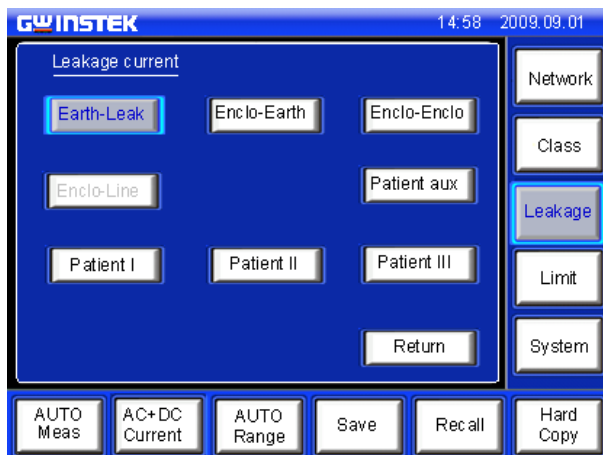 GWINSTEK 14:58 2009.09.01
Leakage current
Earth-Leak Enclo-Earth Enclo-Enclo
Enclo-Line Patient aux
Patient I Patient II Patient III
Return
Network
Class
Leakage
Limit
System
AUTO Meas
AC+DC Current
AUTO Range
Save
Recall
Hard Copy